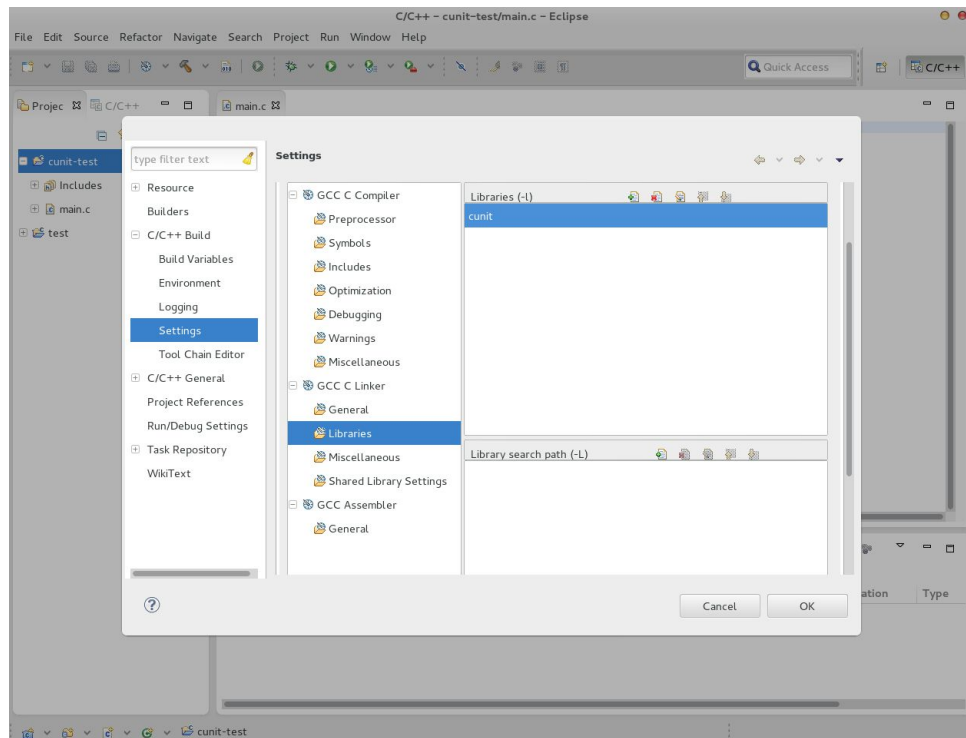 C/C++ - cunit-test/main.c - Eclipse
File Edit Source Refactor Navigate Search Project Run Window Help
Quick Access
C/C++
Projec
C/C++
main.c
cunit-test
Includes
main.c
test
type filter text
Resource
Builders
C/C++ Build
Build Variables
Environment
Logging
Settings
Tool Chain Editor
C/C++ General
Project References
Run/Debug Settings
Task Repository
WikiText
Settings
GCC C Compiler
Preprocessor
Symbols
Includes
Optimization
Debugging
Warnings
Miscellaneous
GCC C Linker
General
Libraries
Miscellaneous
Shared Library Settings
GCC Assembler
General
Libraries (-l)
cunit
Library search path (-L)
Cancel
OK
ation
Type
cunit-test